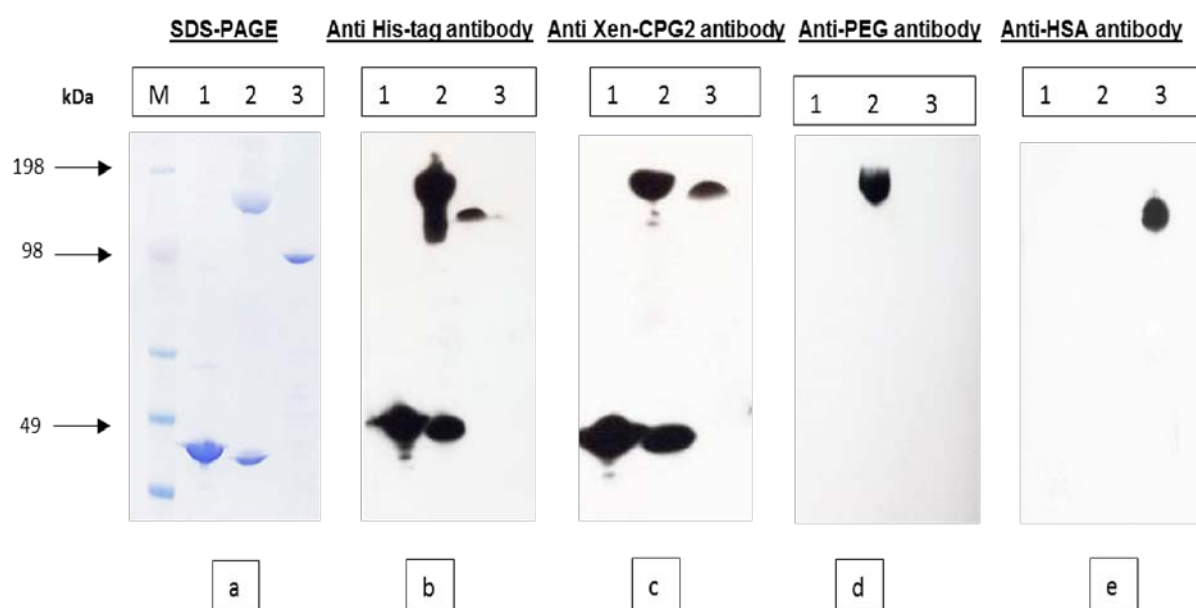 SDS-PAGE Anti His-tag antibody Anti Xen-CPG2 antibody Anti-PEG antibody Anti-HSA antibody
kDa M 1 2 3 1 2 3 1 2 3 1 2 3 1 2 3
198
98
49
a b c d e